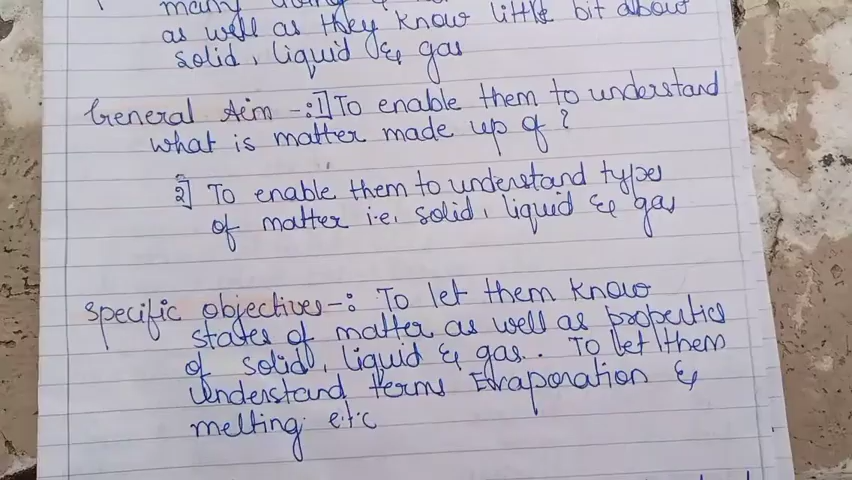 as well as they know little bit about
solid, liquid & gas
General Aim -: 1] To enable them to understand
what is matter made up of?
2] To enable them to understand types
of matter i.e. solid, liquid & gas
Specific objectives -: To let them know
states of matter as well as properties
of solid, liquid & gas. To let them
understand terms Evaporation &
melting etc